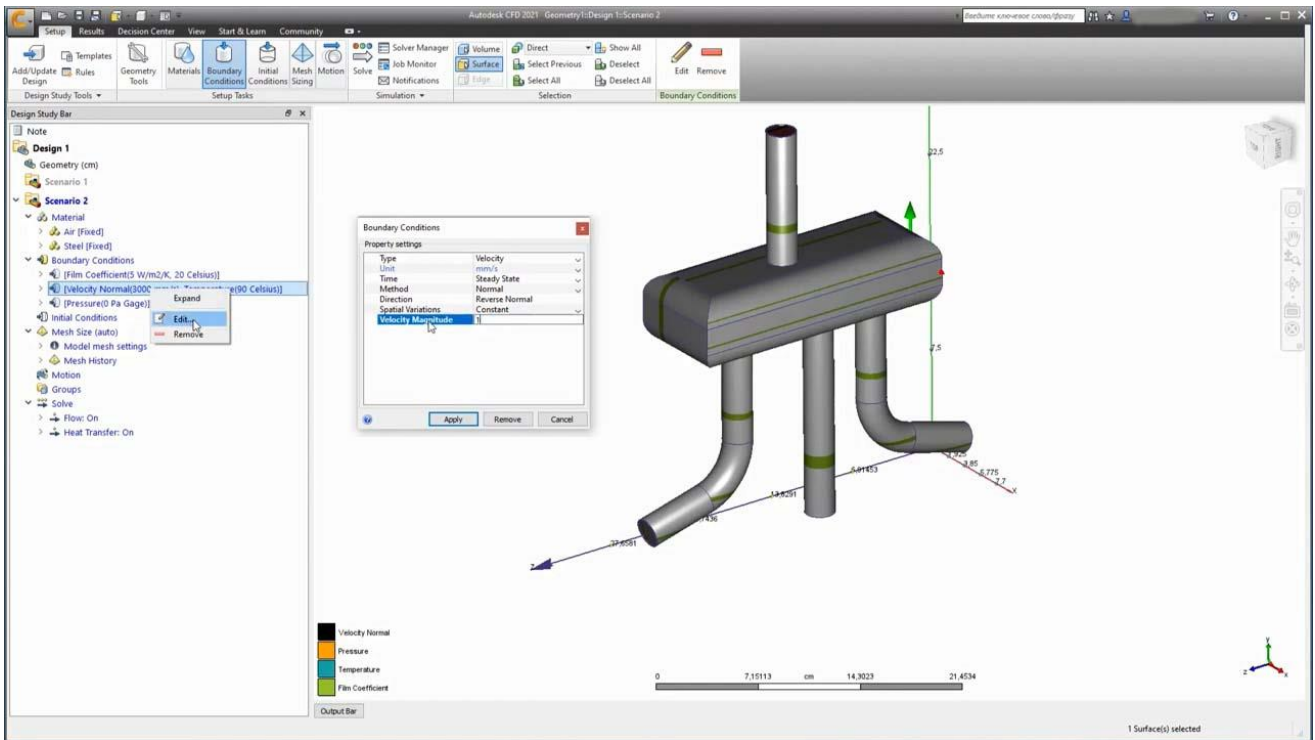 Autodesk CFD 2021 Geometry1::Design 1::Scenario 2
Введите ключевое слово/фразу
Setup Results Decision Center View Start & Learn Community
Add/Update Design
Templates
Rules
Geometry Tools
Materials
Boundary Conditions
Initial Conditions
Mesh Sizing
Motion
Solve
Solver Manager
Job Monitor
Notifications
Volume
Surface
Edge
Direct
Select Previous
Select All
Show All
Deselect
Deselect All
Edit
Remove
Design Study Tools
Setup Tasks
Simulation
Selection
Boundary Conditions
Design Study Bar
Note
Design 1
Geometry (cm)
Scenario 1
Scenario 2
Material
Air [Fixed]
Steel [Fixed]
Boundary Conditions
[Film Coefficient(5 W/m2/K, 20 Celsius)]
[Velocity Normal(3000 mm/s), Temperature(90 Celsius)]
[Pressure(0 Pa Gage)]
Initial Conditions
Mesh Size (auto)
Model mesh settings
Mesh History
Motion
Groups
Solve
Flow: On
Heat Transfer: On
Expand
Edit...
Remove
Boundary Conditions
Property settings
Type Velocity
Unit mm/s
Time Steady State
Method Normal
Direction Reverse Normal
Spatial Variations Constant
Velocity Magnitude 1
Apply Remove Cancel
22,5
7,5
RIGHT
1,925
3,85
5,775
7,7
X
6,91453
13,8291
27,6581
Z
Velocity Normal
Pressure
Temperature
Film Coefficient
0 7,15113 cm 14,3023 21,4534
y
z
x
Output Bar
1 Surface(s) selected